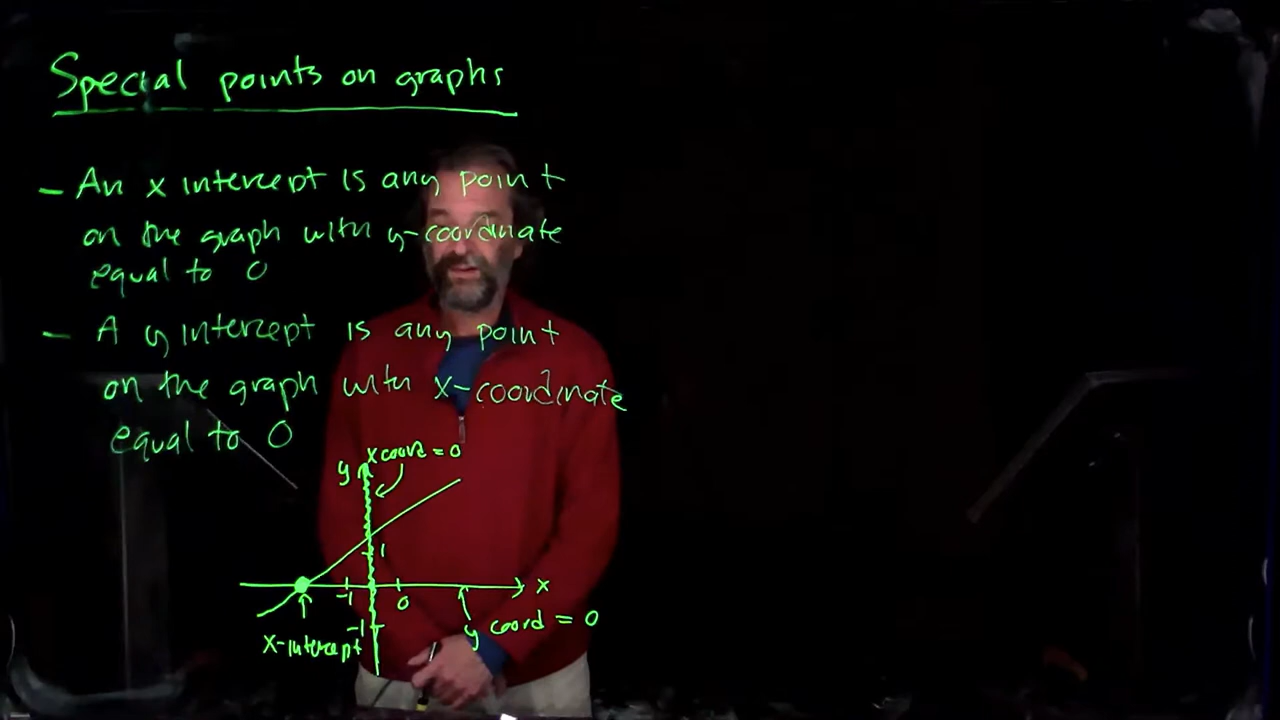 Special points on graphs
- An x intercept is any point
on the graph with y-coordinate
equal to 0
- A y intercept is any point
on the graph with x-coordinate
equal to 0
x coord = 0
y
1
-1
0
x
-1
y coord = 0
x-intercept